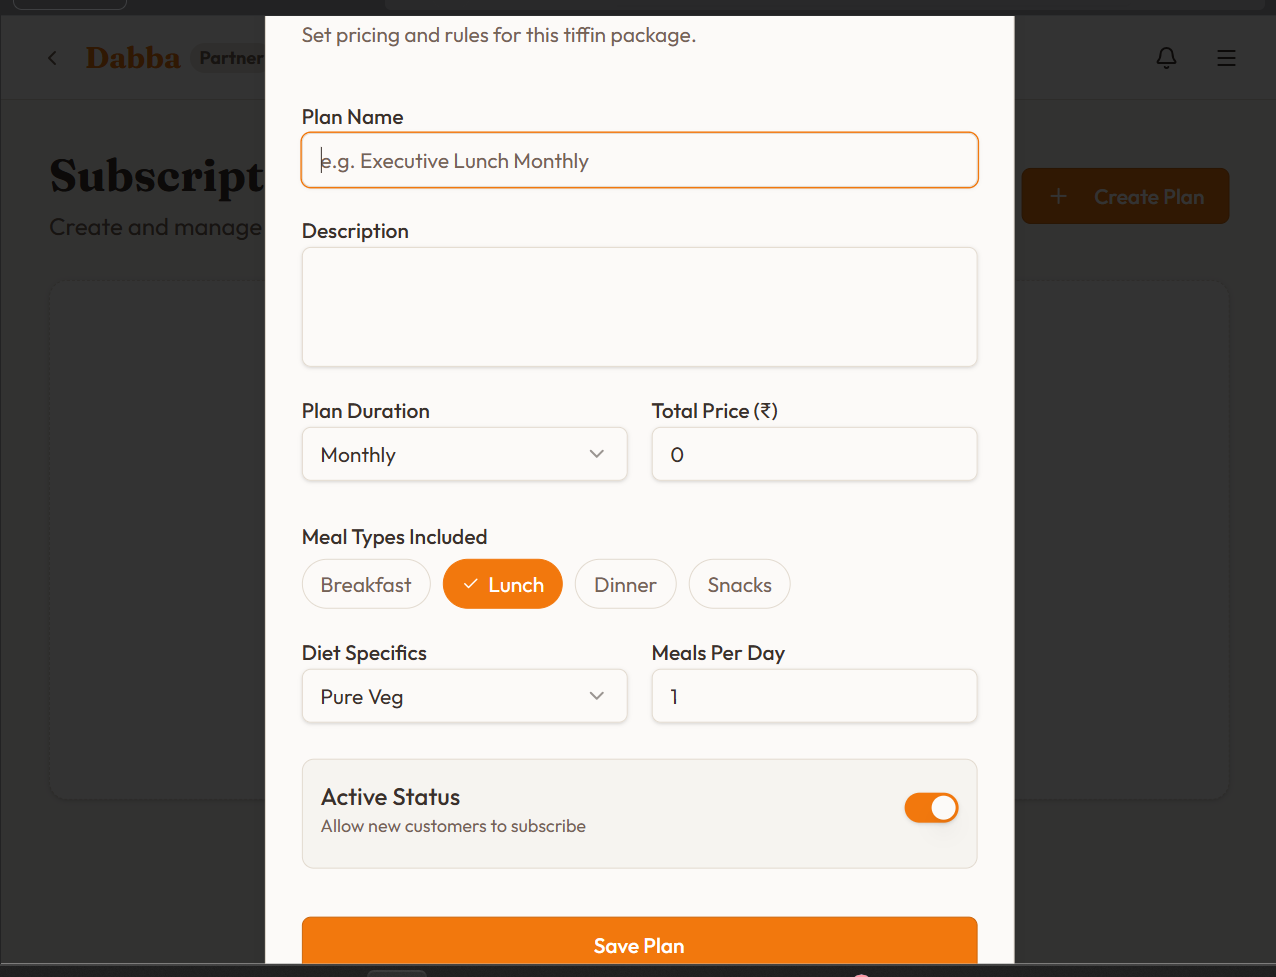 Set pricing and rules for this tiffin package.
Dabba Partner
Subscript
Create and manage
Create Plan
Plan Name
e.g. Executive Lunch Monthly
Description
Plan Duration
Total Price (₹)
Monthly
0
Meal Types Included
Breakfast
Lunch
Dinner
Snacks
Diet Specifics
Meals Per Day
Pure Veg
1
Active Status
Allow new customers to subscribe
Save Plan